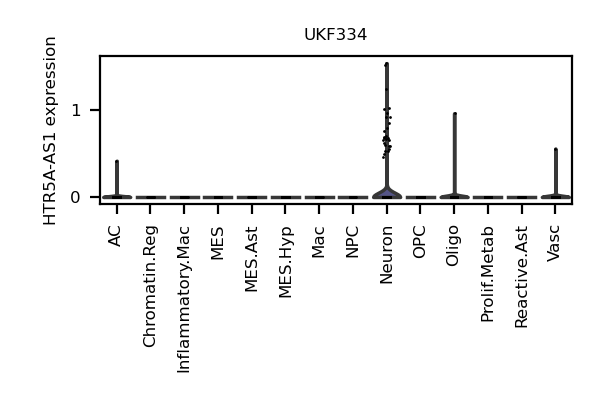 UKF334
HTR5A-AS1 expression
1
0
AC
Chromatin.Reg
Inflammatory.Mac
MES
MES.Ast
MES.Hyp
Mac
NPC
Neuron
OPC
Oligo
Prolif.Metab
Reactive.Ast
Vasc